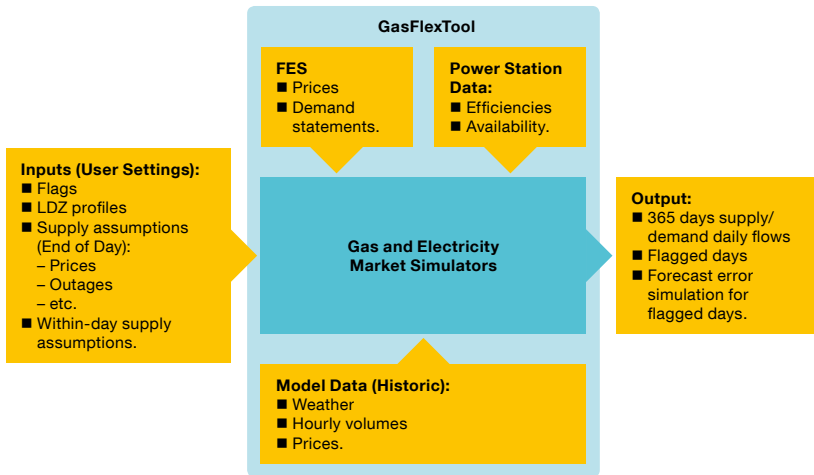 GasFlexTool
FES
■ Prices
■ Demand
statements.
Power Station
Data:
■ Efficiencies
■ Availability.
Inputs (User Settings):
■ Flags
■ LDZ profiles
■ Supply assumptions
(End of Day):
– Prices
– Outages
– etc.
■ Within-day supply
assumptions.
Gas and Electricity
Market Simulators
Output:
■ 365 days supply/
demand daily flows
■ Flagged days
■ Forecast error
simulation for
flagged days.
Model Data (Historic):
■ Weather
■ Hourly volumes
■ Prices.